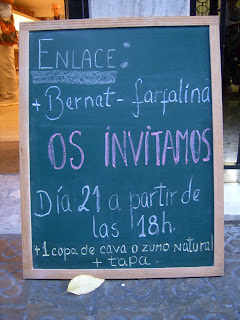 ENLACE:
+ Bernat - farfalina
OS INVITAMOS
Día 21 a partir de
las 18h.
+1 copa de cava o zumo natural
+ tapa.